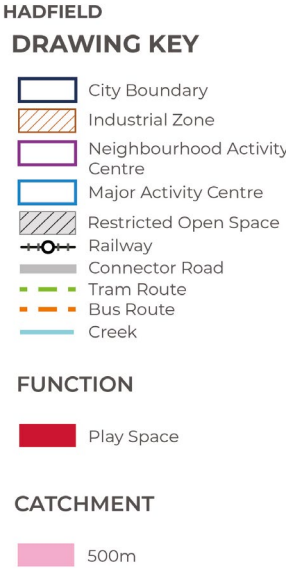 HADFIELD
DRAWING KEY
City Boundary
Industrial Zone
Neighbourhood Activity
Centre
Major Activity Centre
Restricted Open Space
Railway
Connector Road
Tram Route
Bus Route
Creek
FUNCTION
Play Space
CATCHMENT
500m